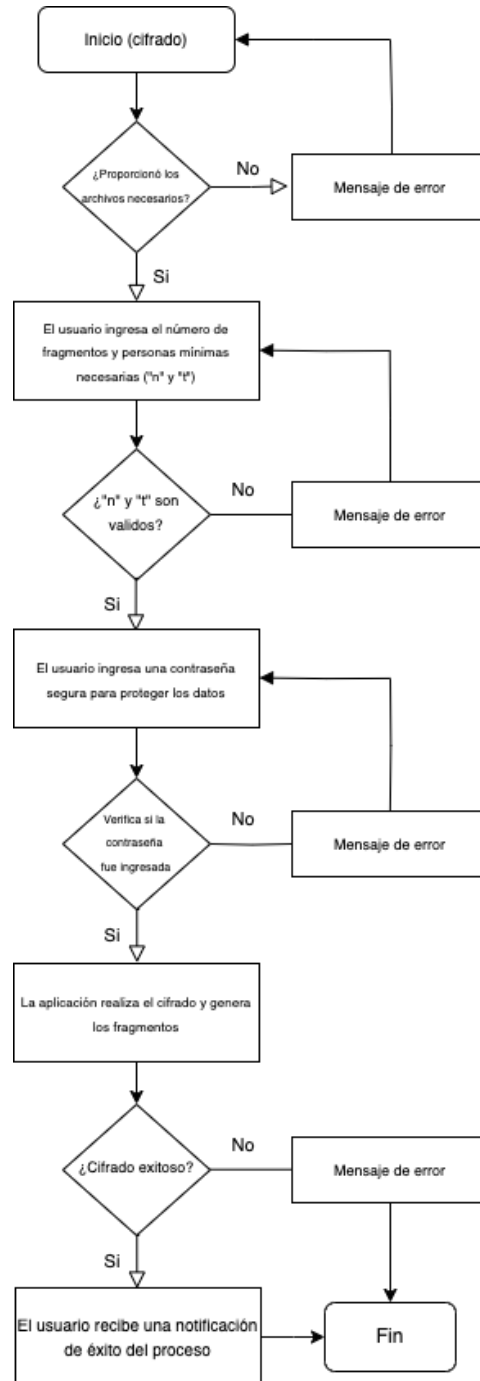 Inicio (cifrado)
¿Proporcionó los
archivos necesarios?
No
Mensaje de error
Si
El usuario ingresa el número de
fragmentos y personas mínimas
necesarias ("n" y "t")
¿"n" y "t" son
validos?
No
Mensaje de error
Si
El usuario ingresa una contraseña
segura para proteger los datos
Verifica si la
contraseña
fue ingresada
No
Mensaje de error
Si
La aplicación realiza el cifrado y genera
los fragmentos
¿Cifrado exitoso?
No
Mensaje de error
Si
El usuario recibe una notificación
de éxito del proceso
Fin